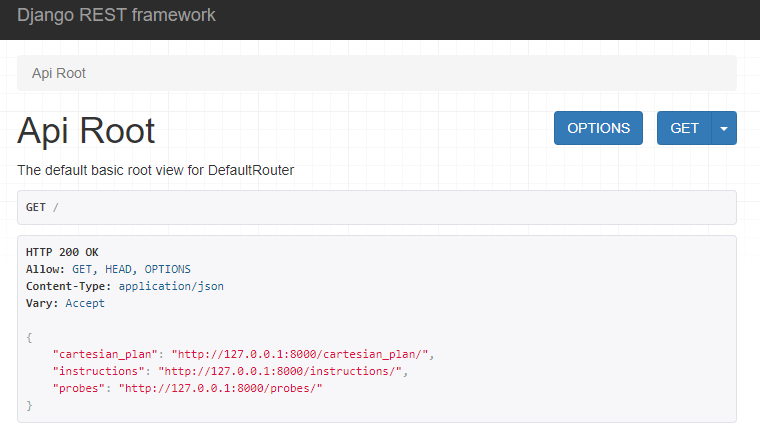 Django REST framework
Api Root
Api Root
OPTIONS
GET
The default basic root view for DefaultRouter
GET /
HTTP 200 OK
Allow: GET, HEAD, OPTIONS
Content-Type: application/json
Vary: Accept
{
    "cartesian_plan": "http://127.0.0.1:8000/cartesian_plan/",
    "instructions": "http://127.0.0.1:8000/instructions/",
    "probes": "http://127.0.0.1:8000/probes/"
}